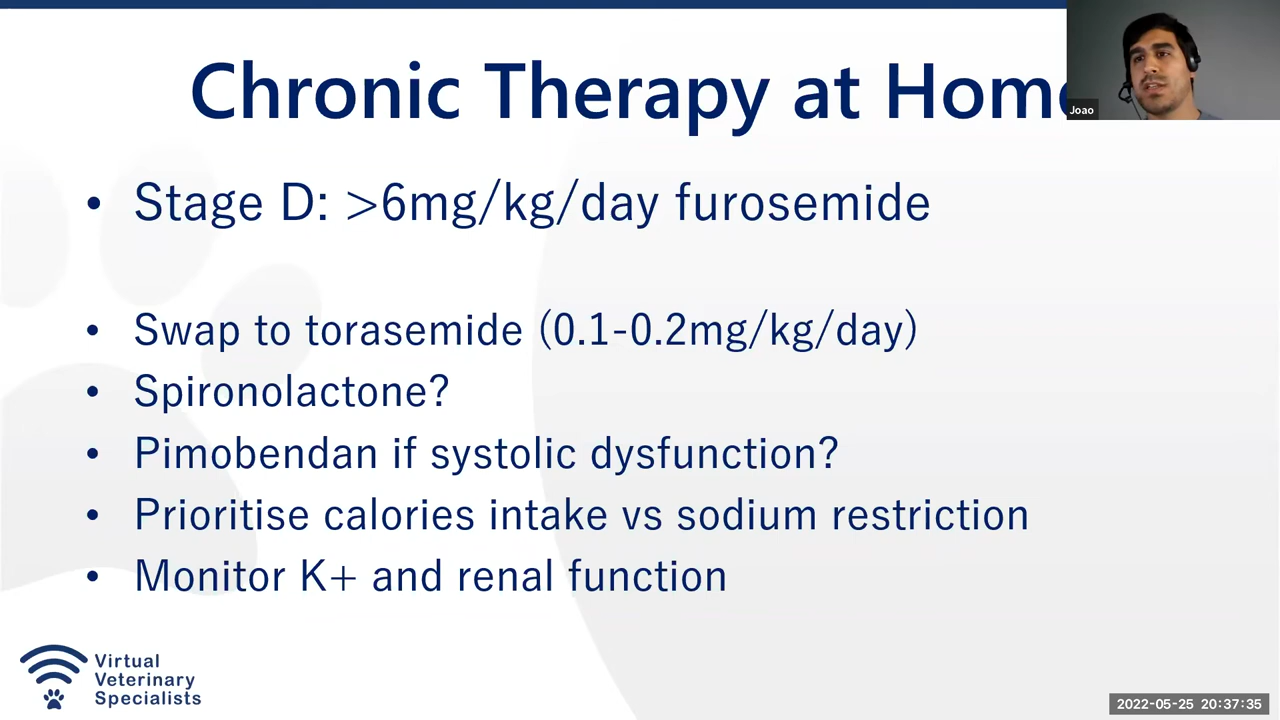 Chronic Therapy at Home
Joao
• Stage D: >6mg/kg/day furosemide
• Swap to torasemide (0.1-0.2mg/kg/day)
• Spironolactone?
• Pimobendan if systolic dysfunction?
• Prioritise calories intake vs sodium restriction
• Monitor K+ and renal function
Virtual
Veterinary
Specialists
2022-05-25 20:37:35